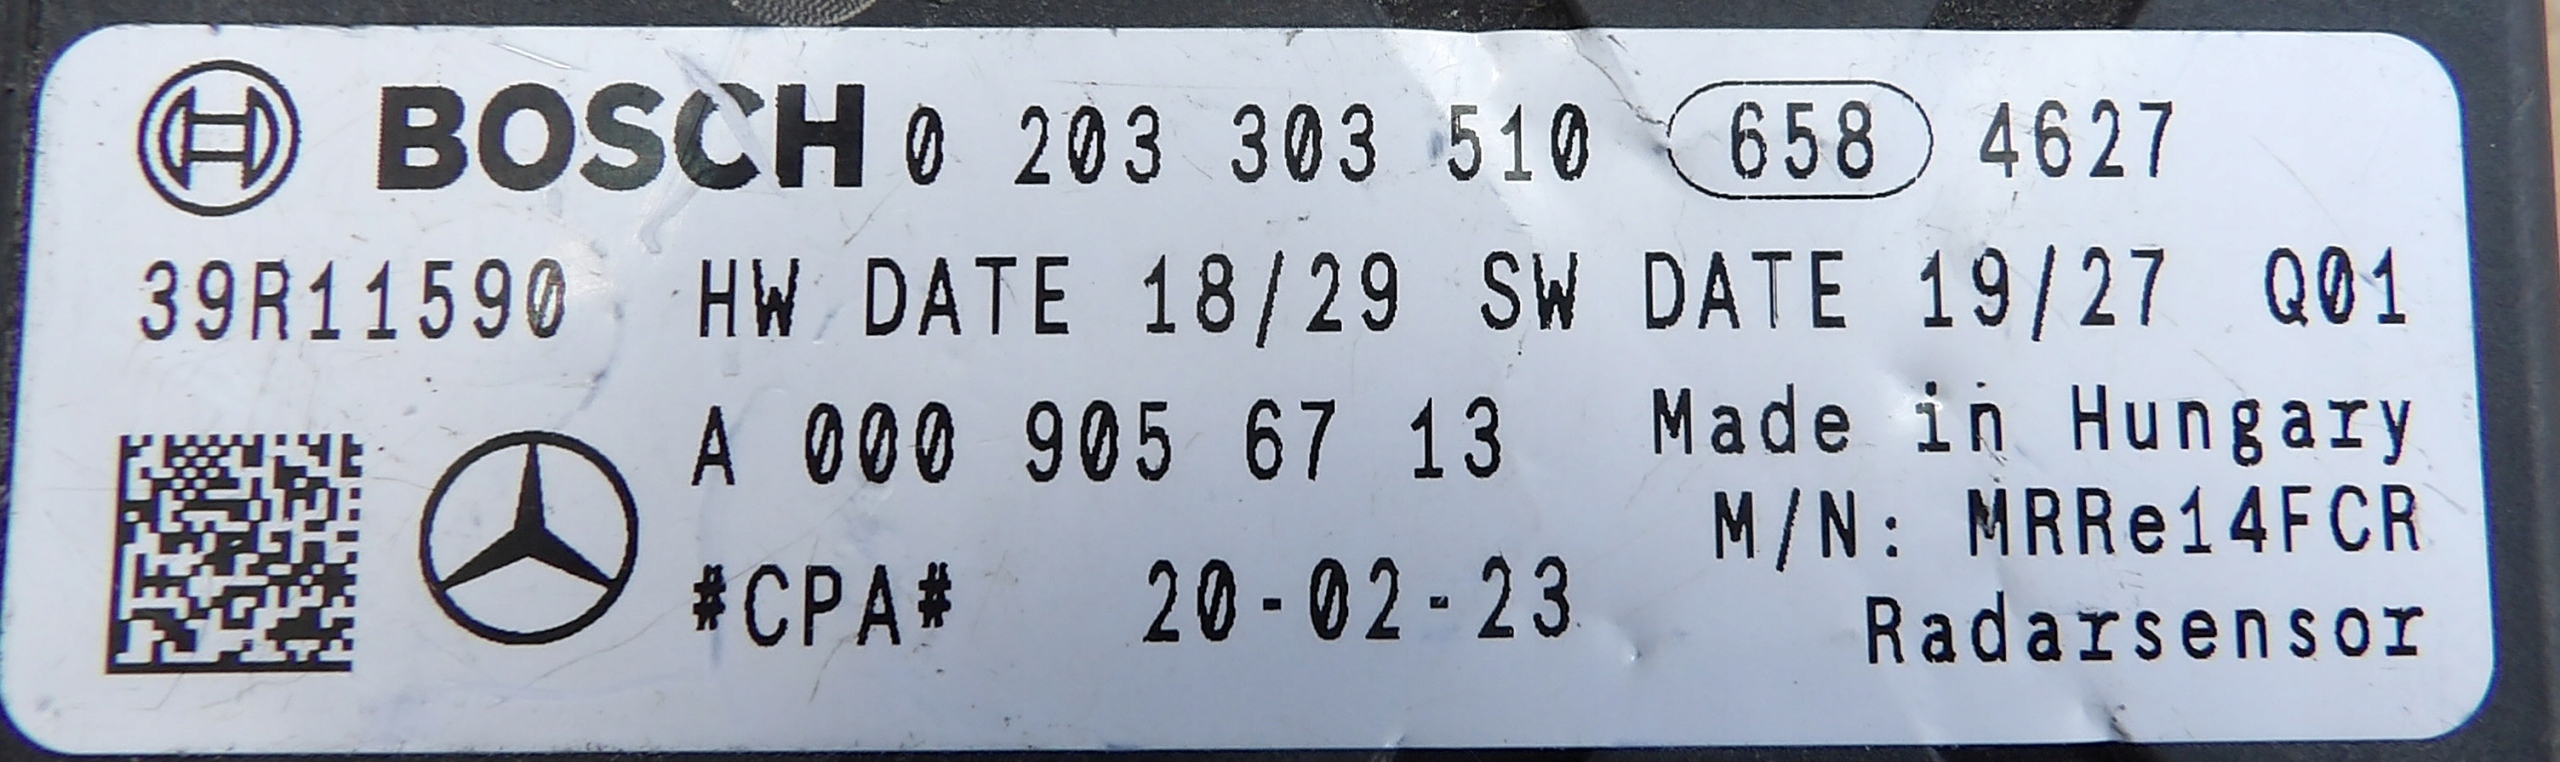 BOSCH 0 203 303 510 658 4627
39R11590 HW DATE 18/29 SW DATE 19/27 Q01
A 000 905 67 13 Made in Hungary
M/N: MRRe14FCR
#CPA# 20-02-23
Radarsensor